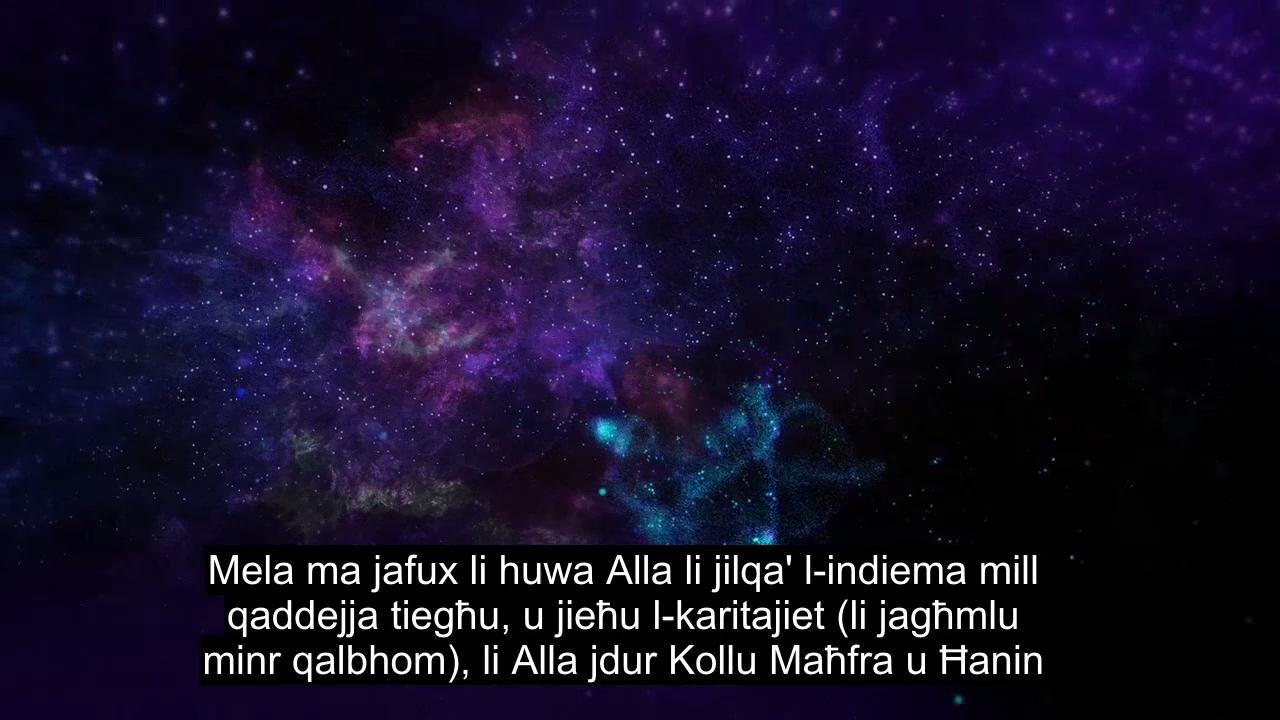 Mela ma jafux li huwa Alla li jilqa' l-indiema mill
qaddejja tiegħu, u jieħu l-karitajiet (li jagħmlu
minr qalbhom), li Alla jdur Kollu Maħfra u Ħanin